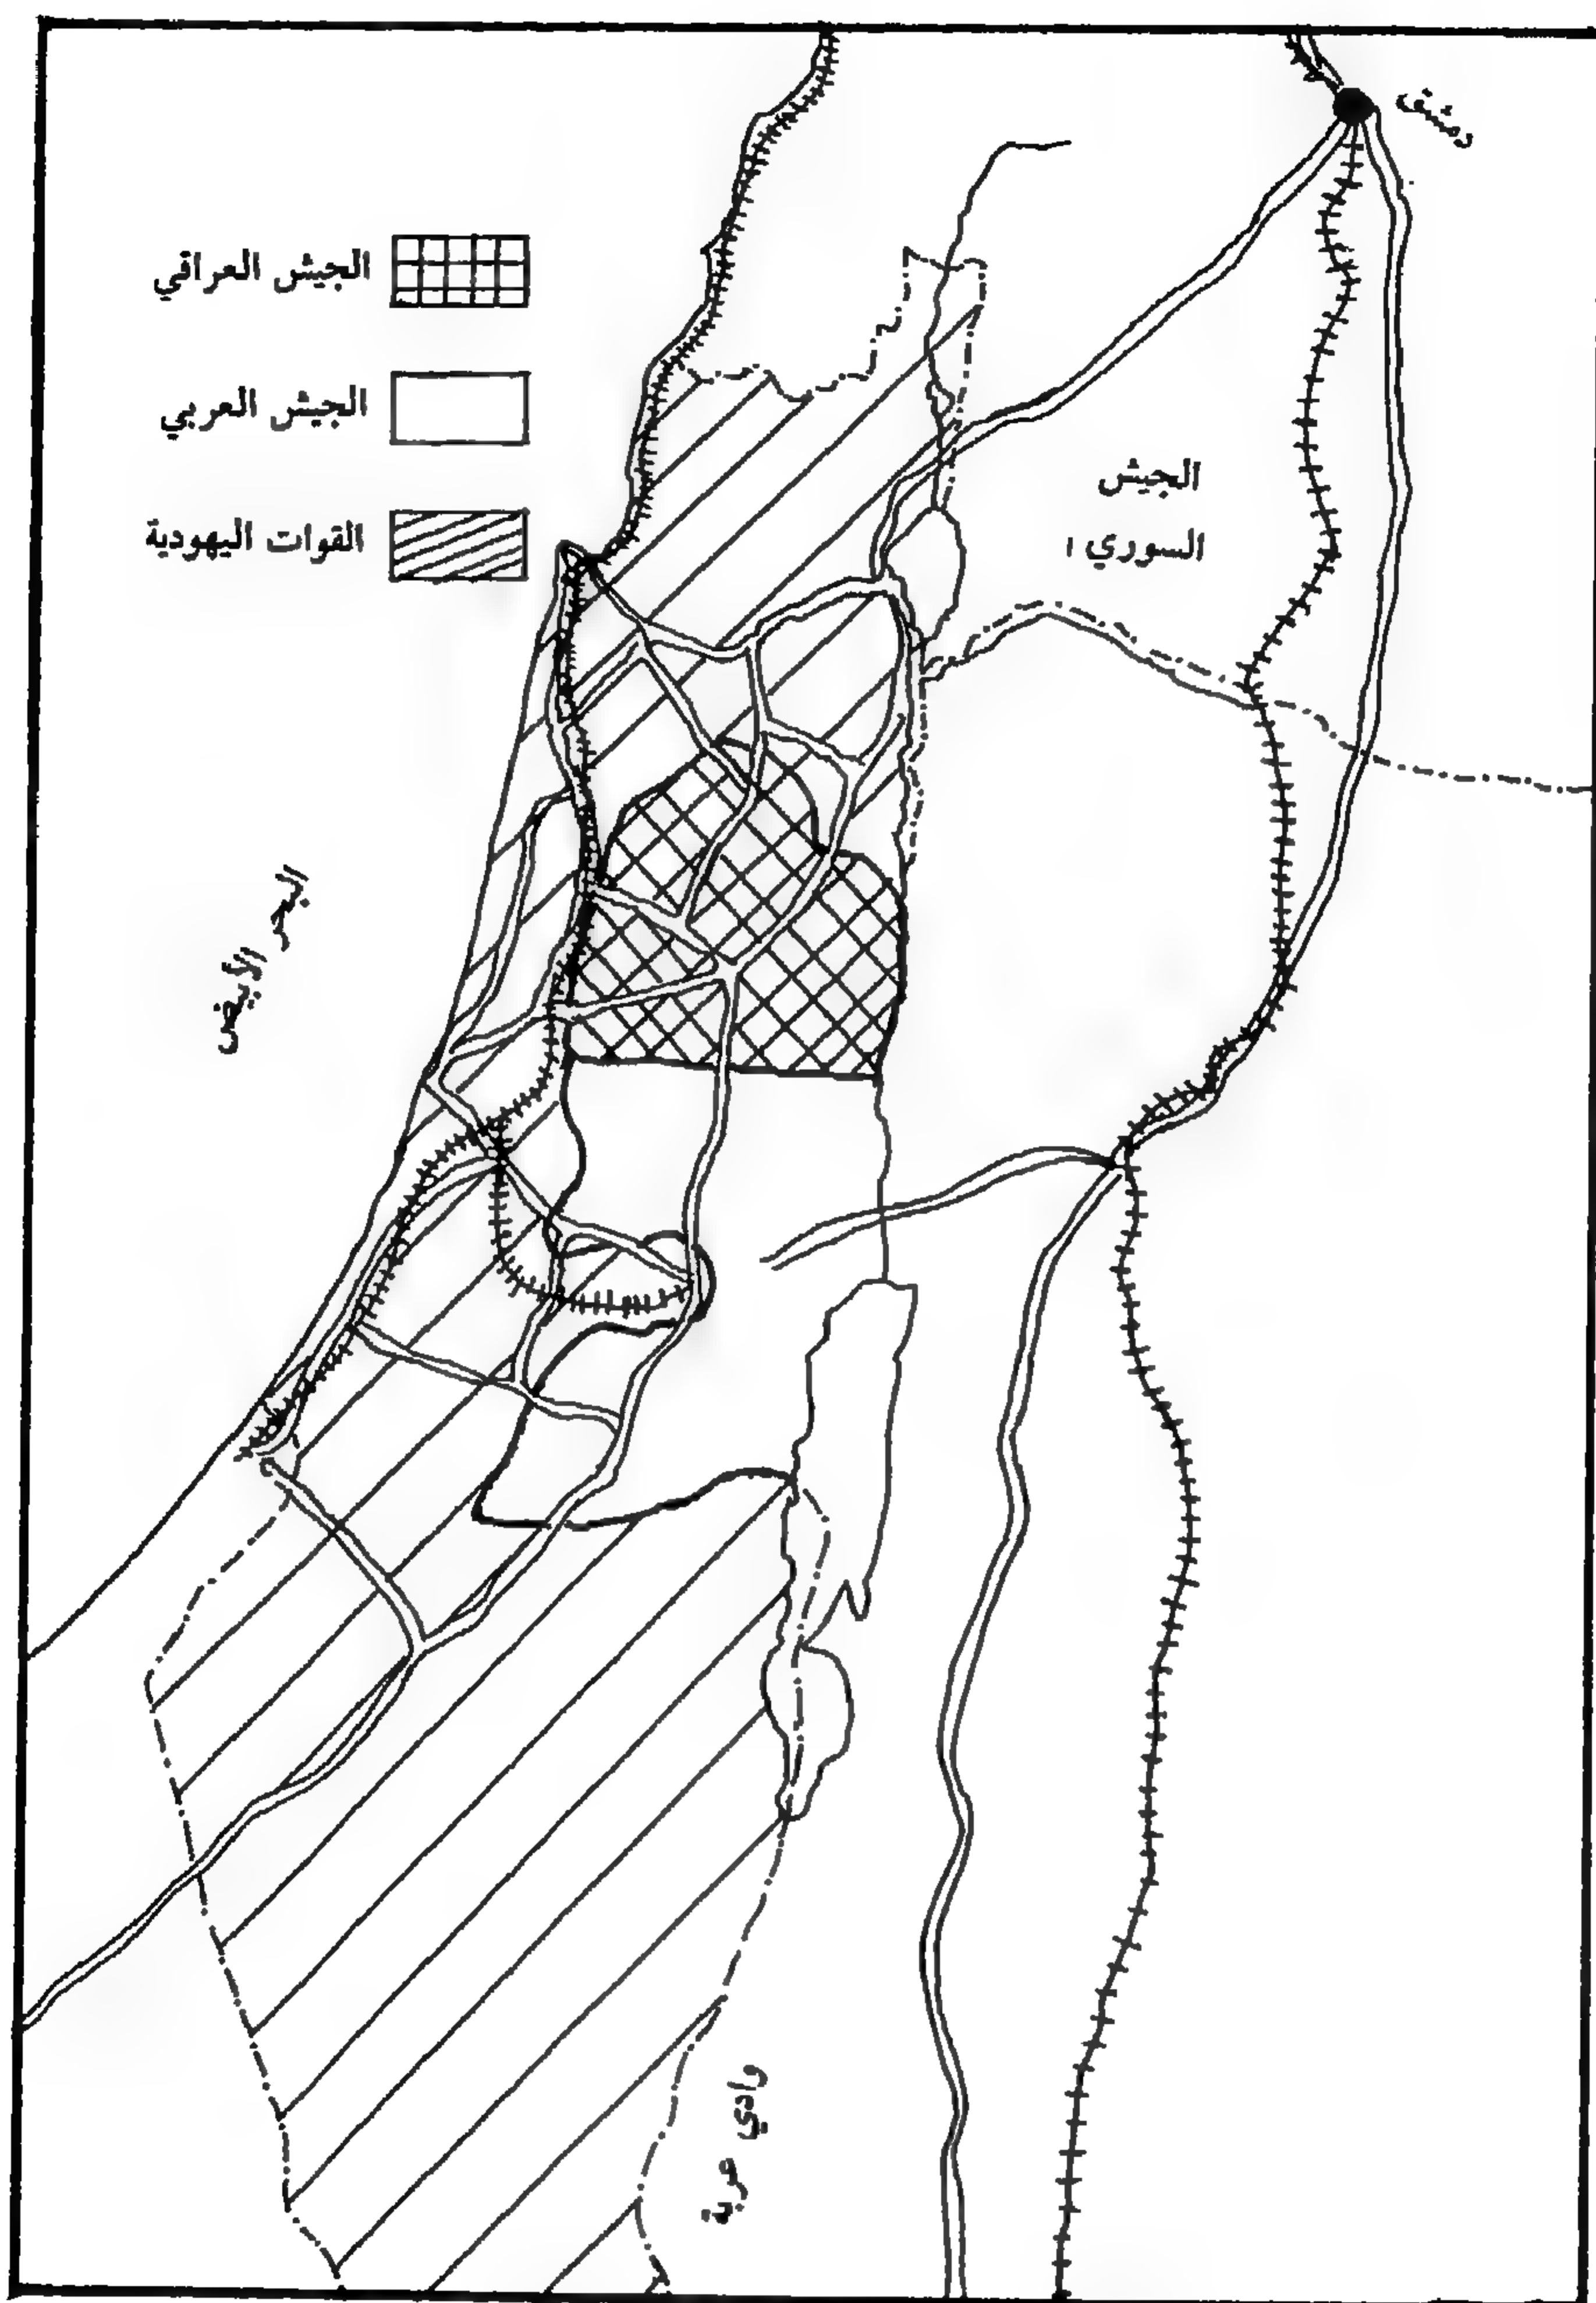 دمشق
الجيش العراقي
الجيش العربي
القوات اليهودية
الجيش
السوري
البحر الأبيض
وادي عربة